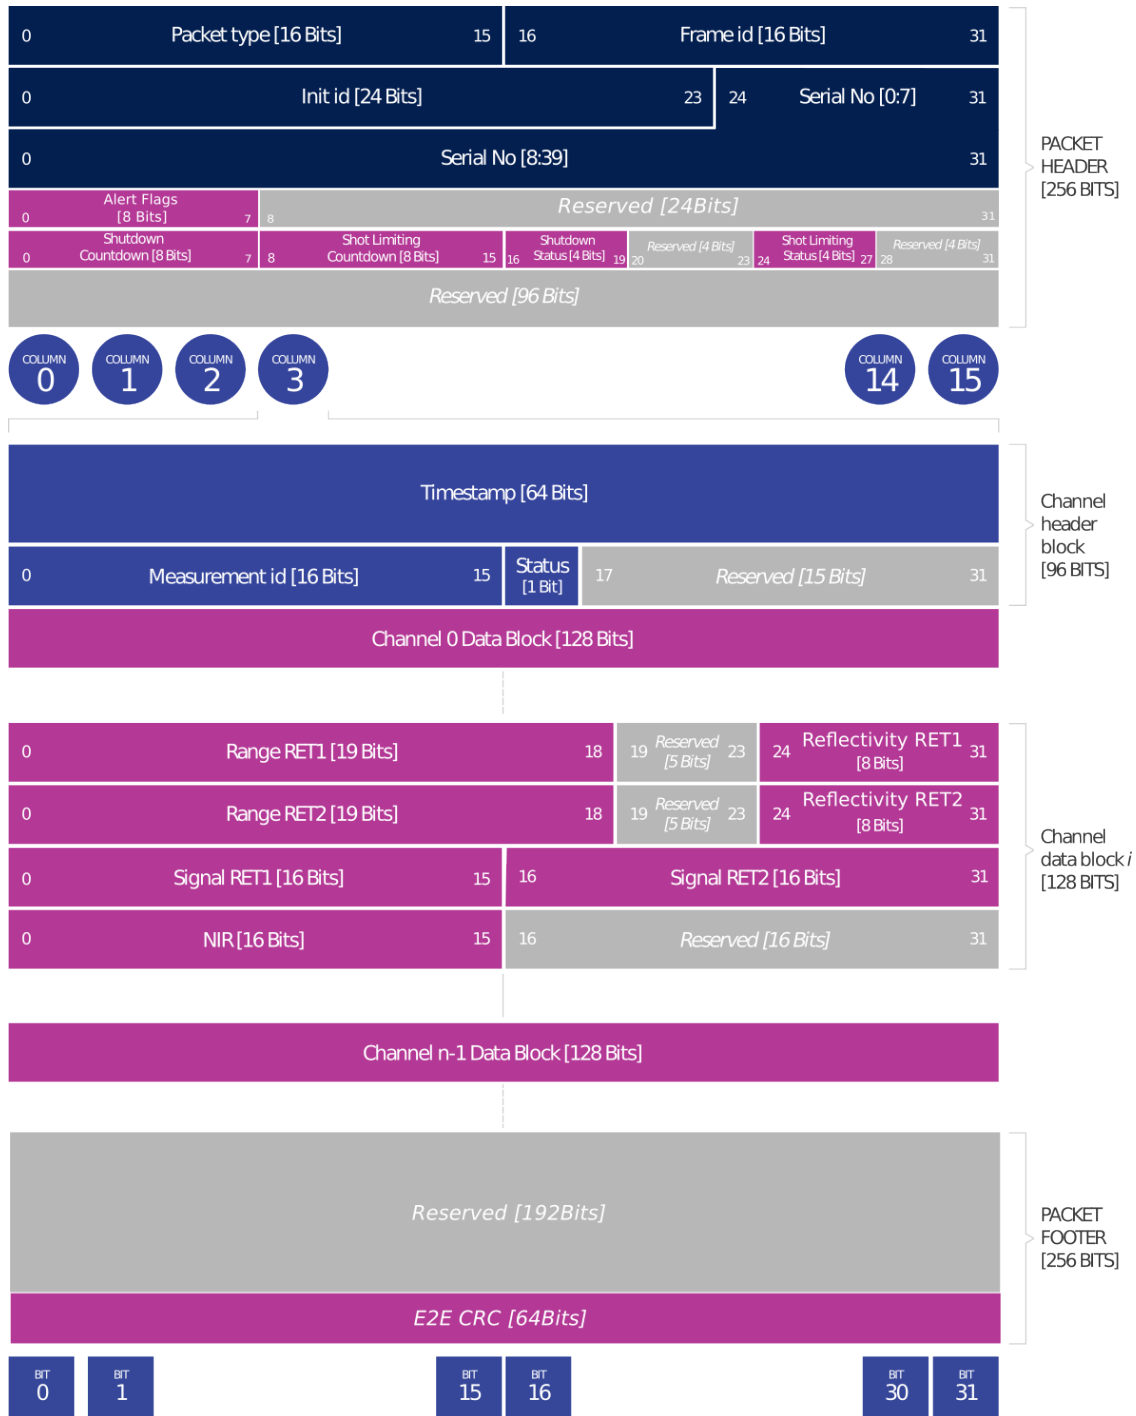 0 Packet type [16 Bits] 15 16 Frame id [16 Bits] 31
0 Init id [24 Bits] 23 24 Serial No [0:7] 31
0 Serial No [8:39] 31
PACKET
HEADER
[256 BITS]
Alert Flags
0 [8 Bits] 7 8 Reserved [24Bits] 31
Shutdown Shot Limiting Shutdown Reserved [4 Bits] Shot Limiting Reserved [4 Bits]
0 Countdown [8 Bits] 7 8 Countdown [8 Bits] 15 16 Status [4 Bits] 19 20 23 24 Status [4 Bits] 27 28 31
Reserved [96 Bits]
COLUMN COLUMN COLUMN COLUMN COLUMN COLUMN
0 1 2 3 14 15
Timestamp [64 Bits]
Channel
header
block
[96 BITS]
0 Measurement id [16 Bits] 15 Status 17 Reserved [15 Bits] 31
[1 Bit]
Channel 0 Data Block [128 Bits]
0 Range RET1 [19 Bits] 18 19 Reserved 23 24 Reflectivity RET1 31
[5 Bits] [8 Bits]
0 Range RET2 [19 Bits] 18 19 Reserved 23 24 Reflectivity RET2 31
[5 Bits] [8 Bits]
Channel
data block i
[128 BITS]
0 Signal RET1 [16 Bits] 15 16 Signal RET2 [16 Bits] 31
0 NIR [16 Bits] 15 16 Reserved [16 Bits] 31
Channel n-1 Data Block [128 Bits]
Reserved [192Bits]
PACKET
FOOTER
[256 BITS]
E2E CRC [64Bits]
BIT BIT BIT BIT BIT BIT
0 1 15 16 30 31